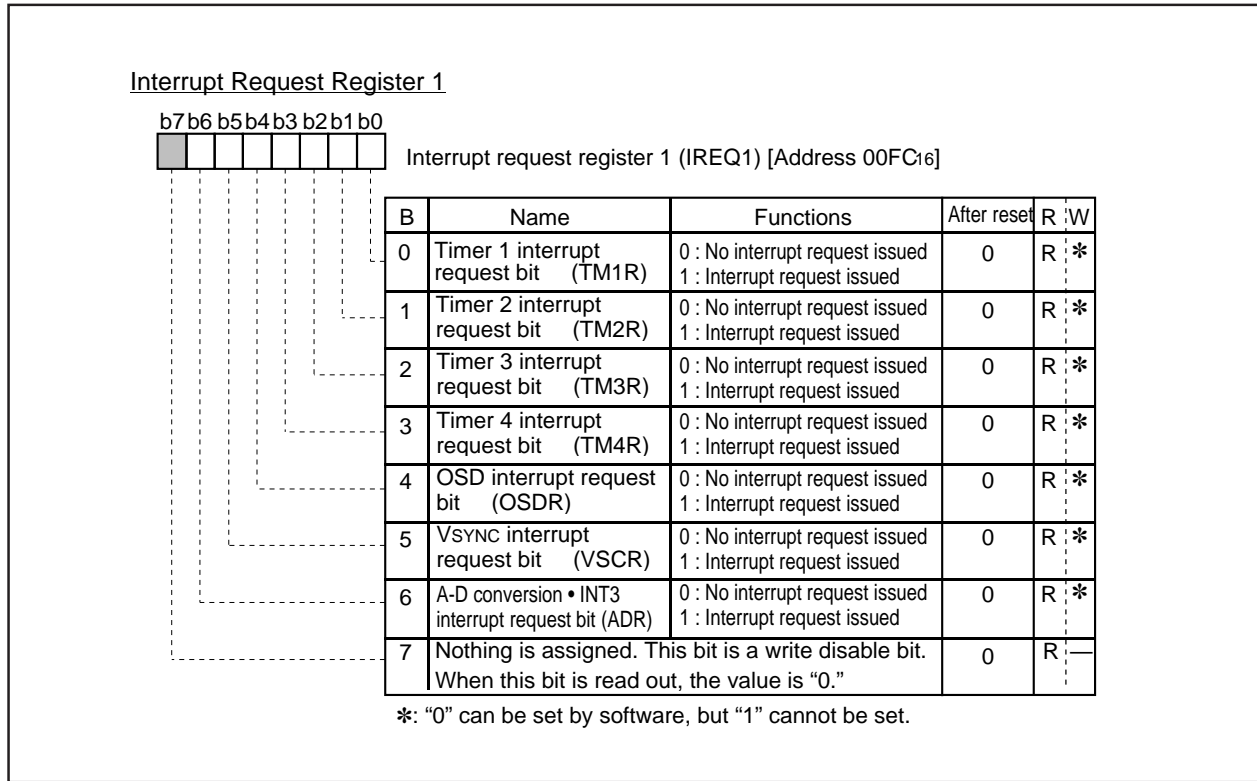 Interrupt Request Register 1
b7 b6 b5 b4 b3 b2 b1 b0
Interrupt request register 1 (IREQ1) [Address 00FC16]
B Name Functions After reset R W
0 Timer 1 interrupt request bit (TM1R) 0 : No interrupt request issued 1 : Interrupt request issued 0 R ✻
1 Timer 2 interrupt request bit (TM2R) 0 : No interrupt request issued 1 : Interrupt request issued 0 R ✻
2 Timer 3 interrupt request bit (TM3R) 0 : No interrupt request issued 1 : Interrupt request issued 0 R ✻
3 Timer 4 interrupt request bit (TM4R) 0 : No interrupt request issued 1 : Interrupt request issued 0 R ✻
4 OSD interrupt request bit (OSDR) 0 : No interrupt request issued 1 : Interrupt request issued 0 R ✻
5 VSYNC interrupt request bit (VSCR) 0 : No interrupt request issued 1 : Interrupt request issued 0 R ✻
6 A-D conversion • INT3 interrupt request bit (ADR) 0 : No interrupt request issued 1 : Interrupt request issued 0 R ✻
7 Nothing is assigned. This bit is a write disable bit. When this bit is read out, the value is “0.” 0 R —
✻: “0” can be set by software, but “1” cannot be set.